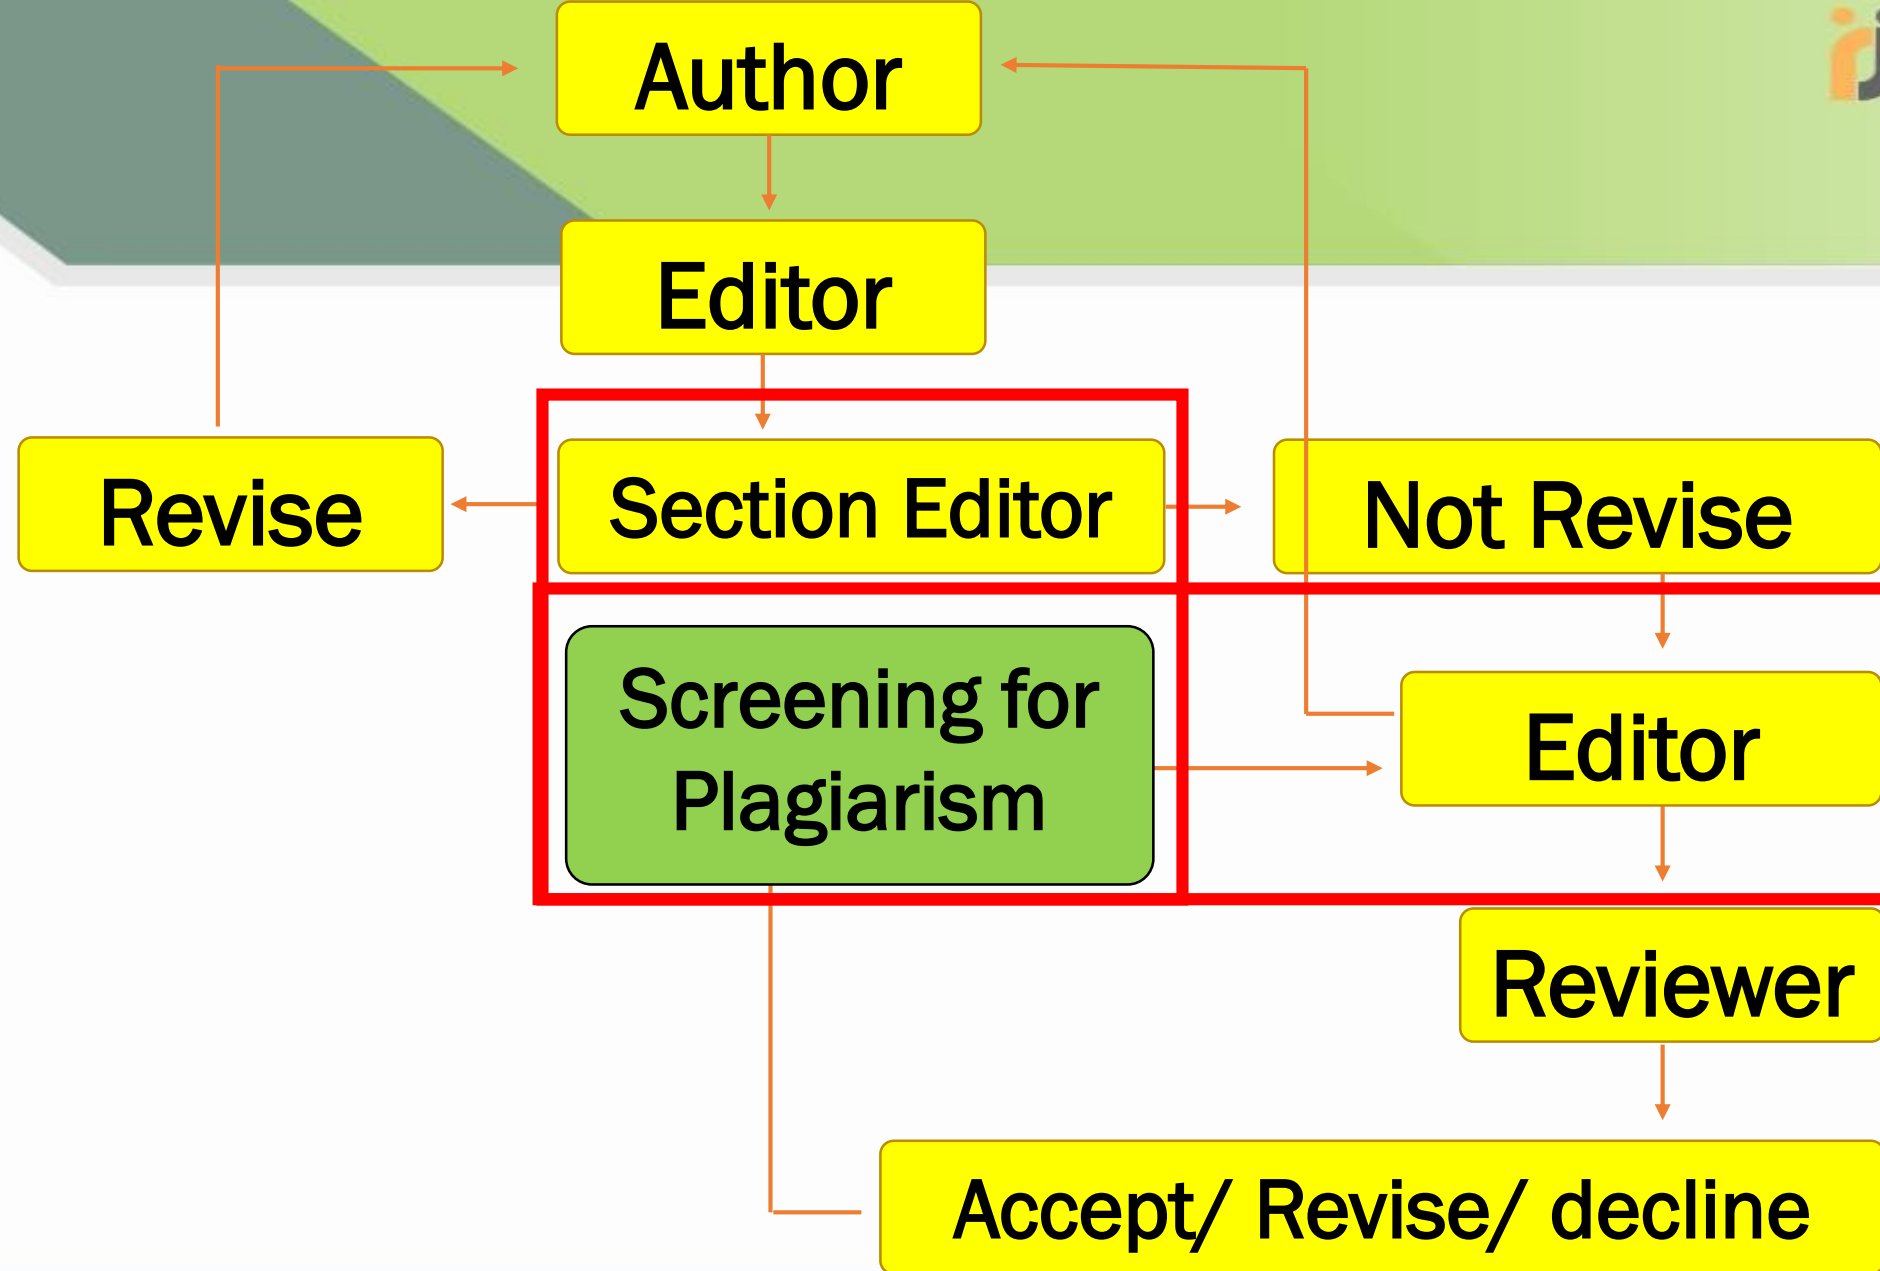 Author
Editor
Revise
Section Editor
Not Revise
Screening for
Plagiarism
Editor
Reviewer
Accept/ Revise/ decline